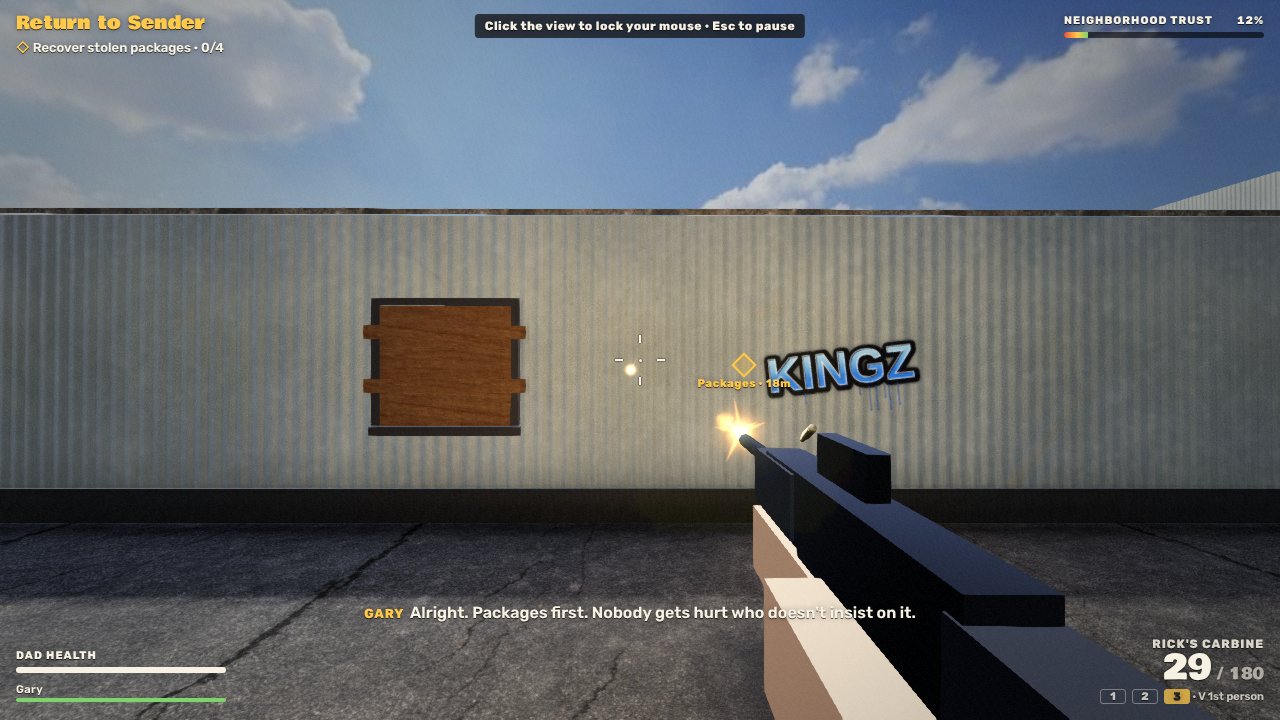 Return to Sender
Recover stolen packages · 0/4
Click the view to lock your mouse · Esc to pause
NEIGHBORHOOD TRUST 12%
KINGZ
Packages · 18m
GARY Alright. Packages first. Nobody gets hurt who doesn't insist on it.
DAD HEALTH
Gary
RICK'S CARBINE
29 / 180
1 2 3 · V 1st person